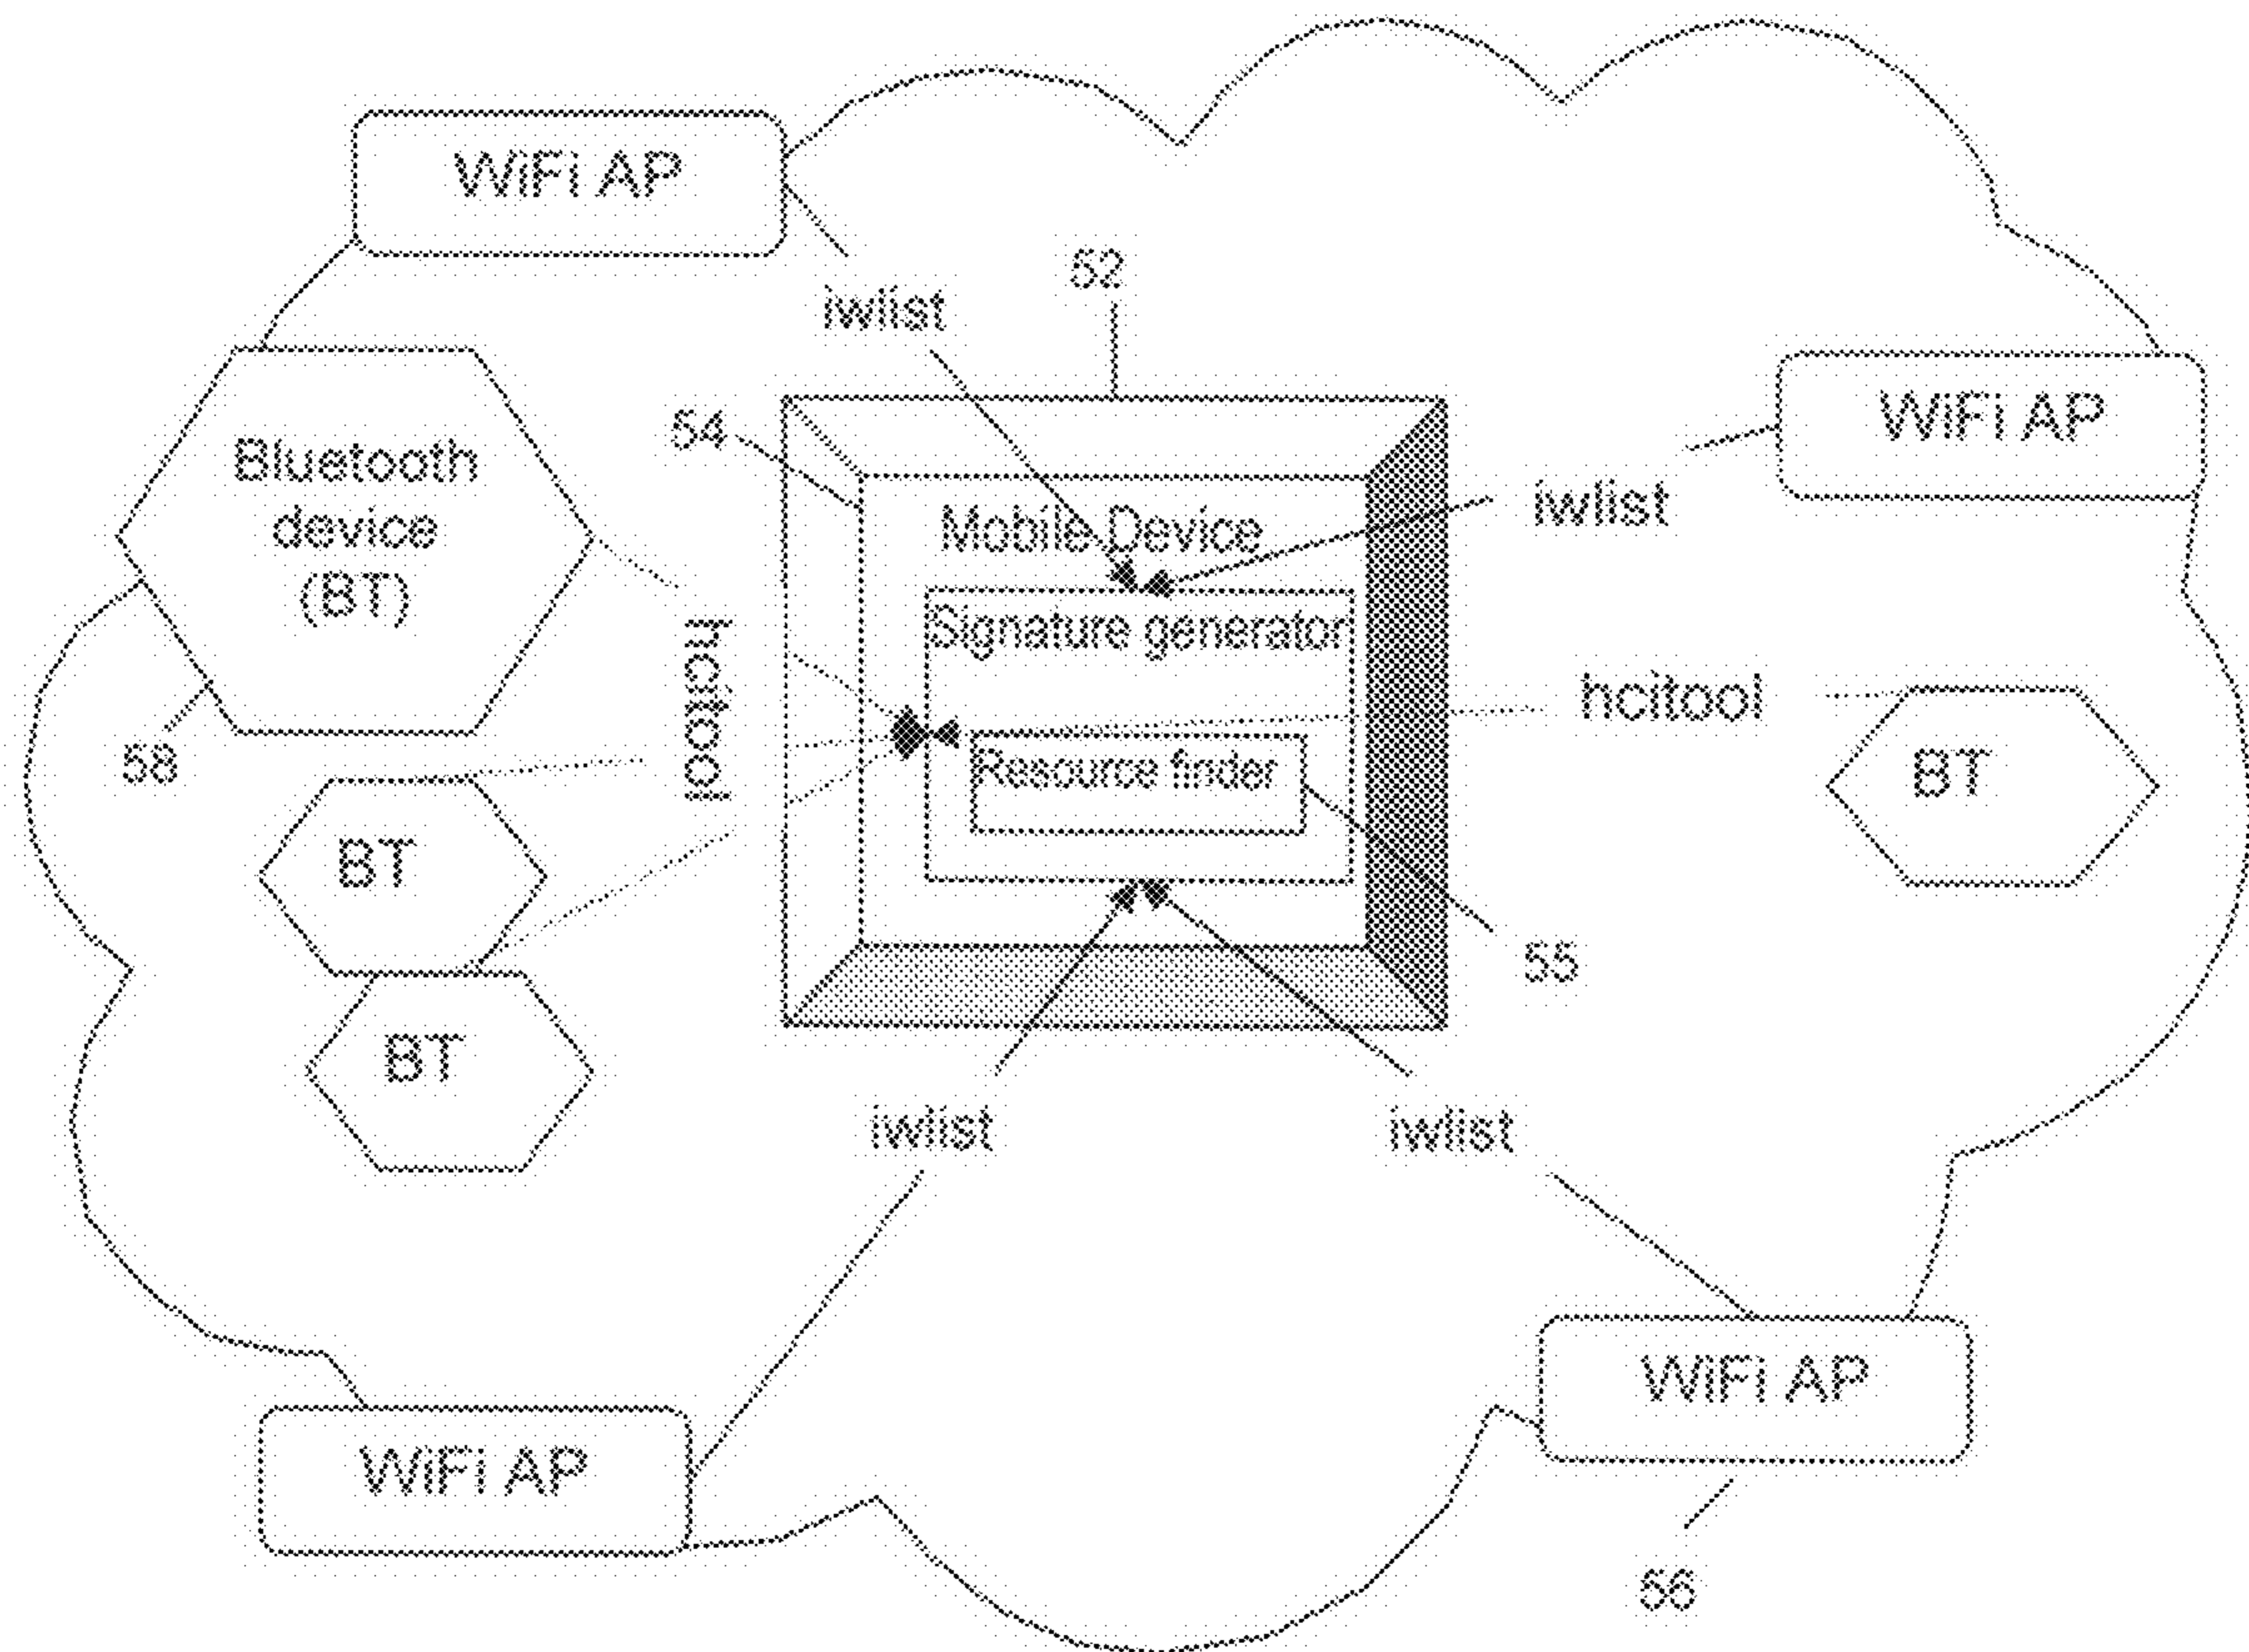 WiFi AP
52
iwlist
54
WiFi AP
Bluetooth
device
(BT)
Mobile Device
iwlist
Signature generator
hcitool
hcitool
58
Resource finder
BT
BT
55
BT
iwlist
iwlist
WiFi AP
WiFi AP
56